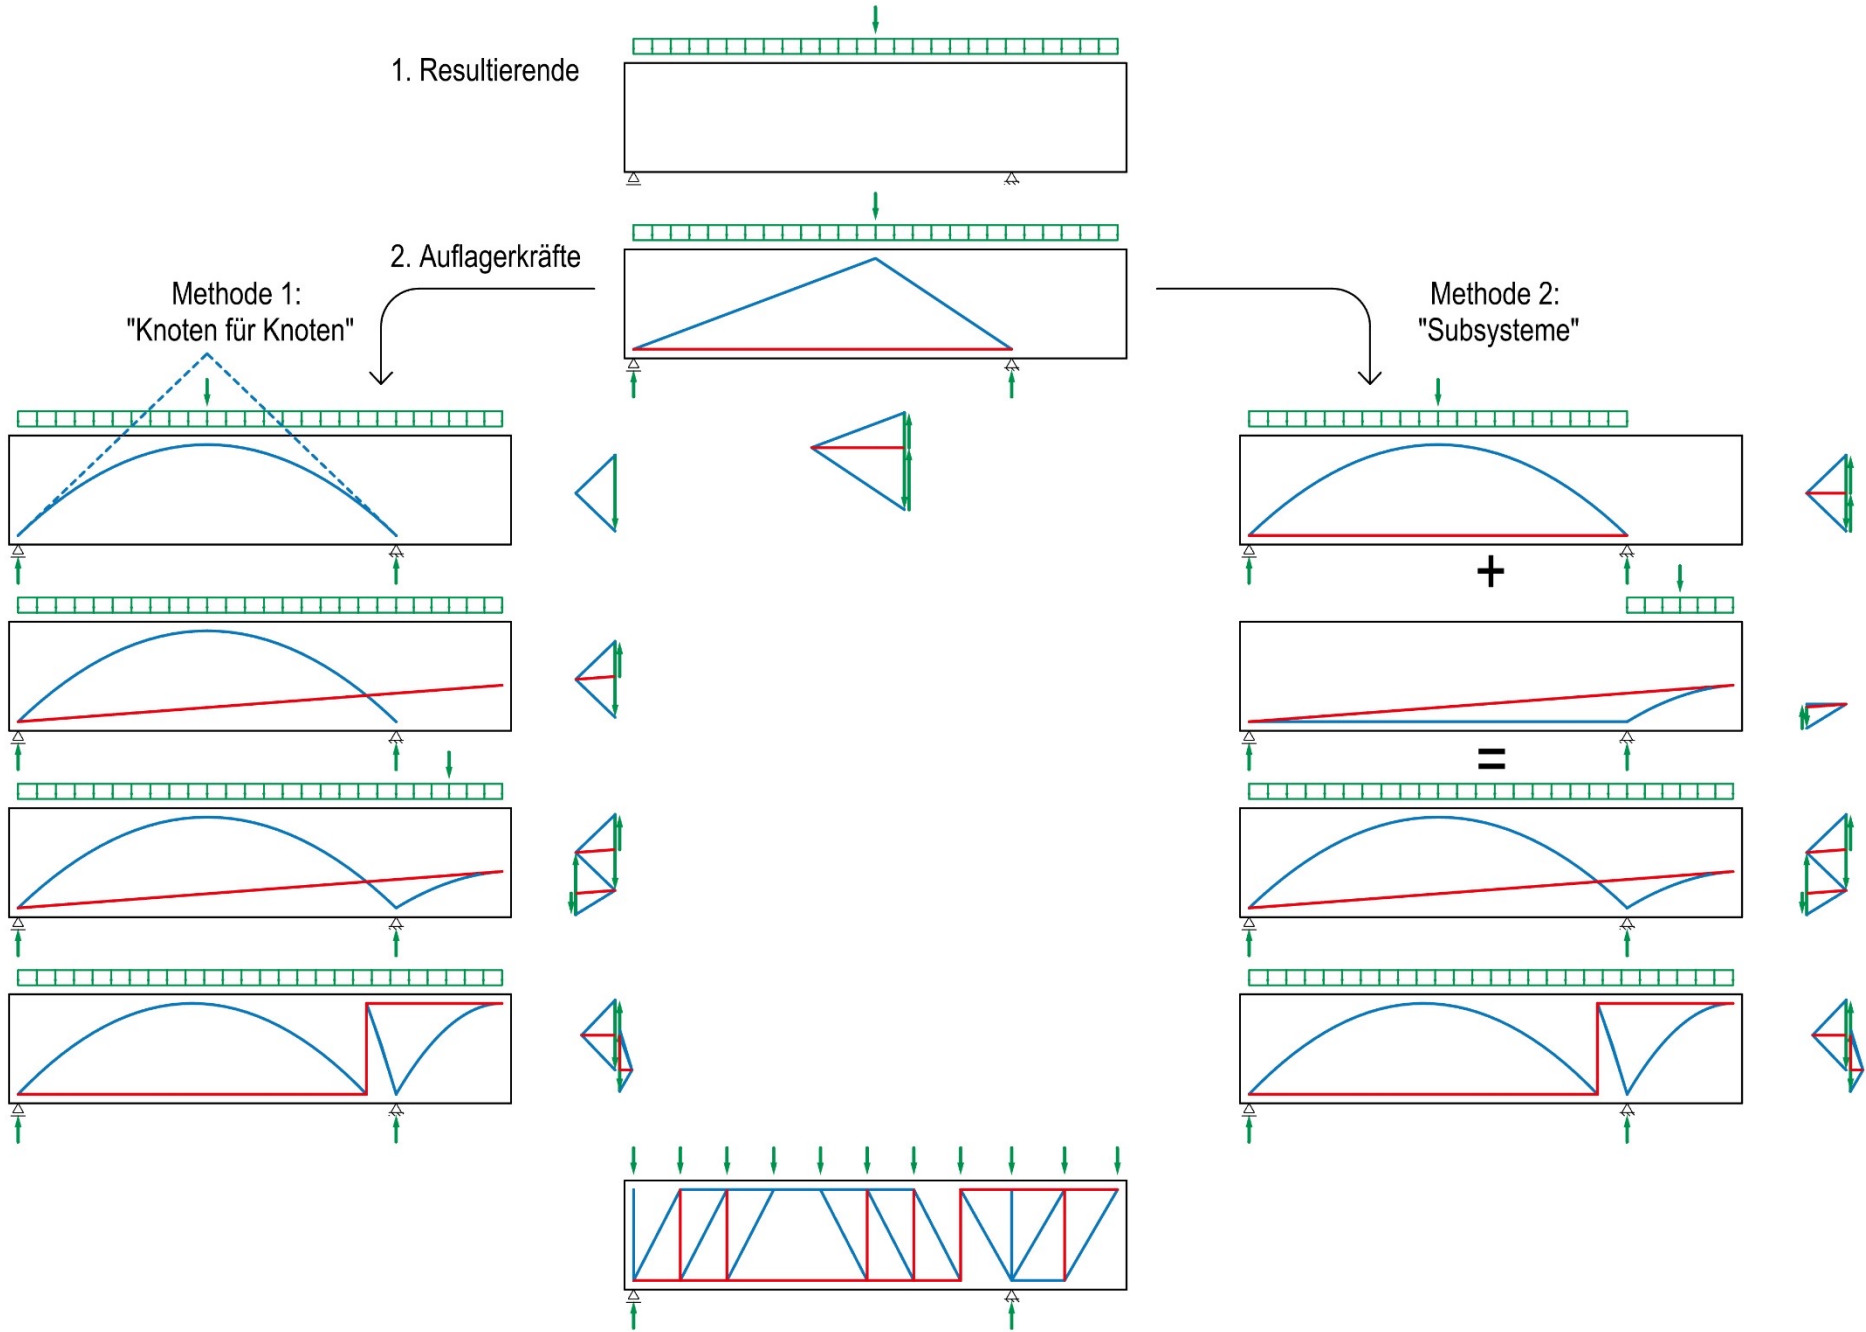 1. Resultierende
2. Auflagerkräfte
Methode 1:
"Knoten für Knoten"
Methode 2:
"Subsysteme"
+
=